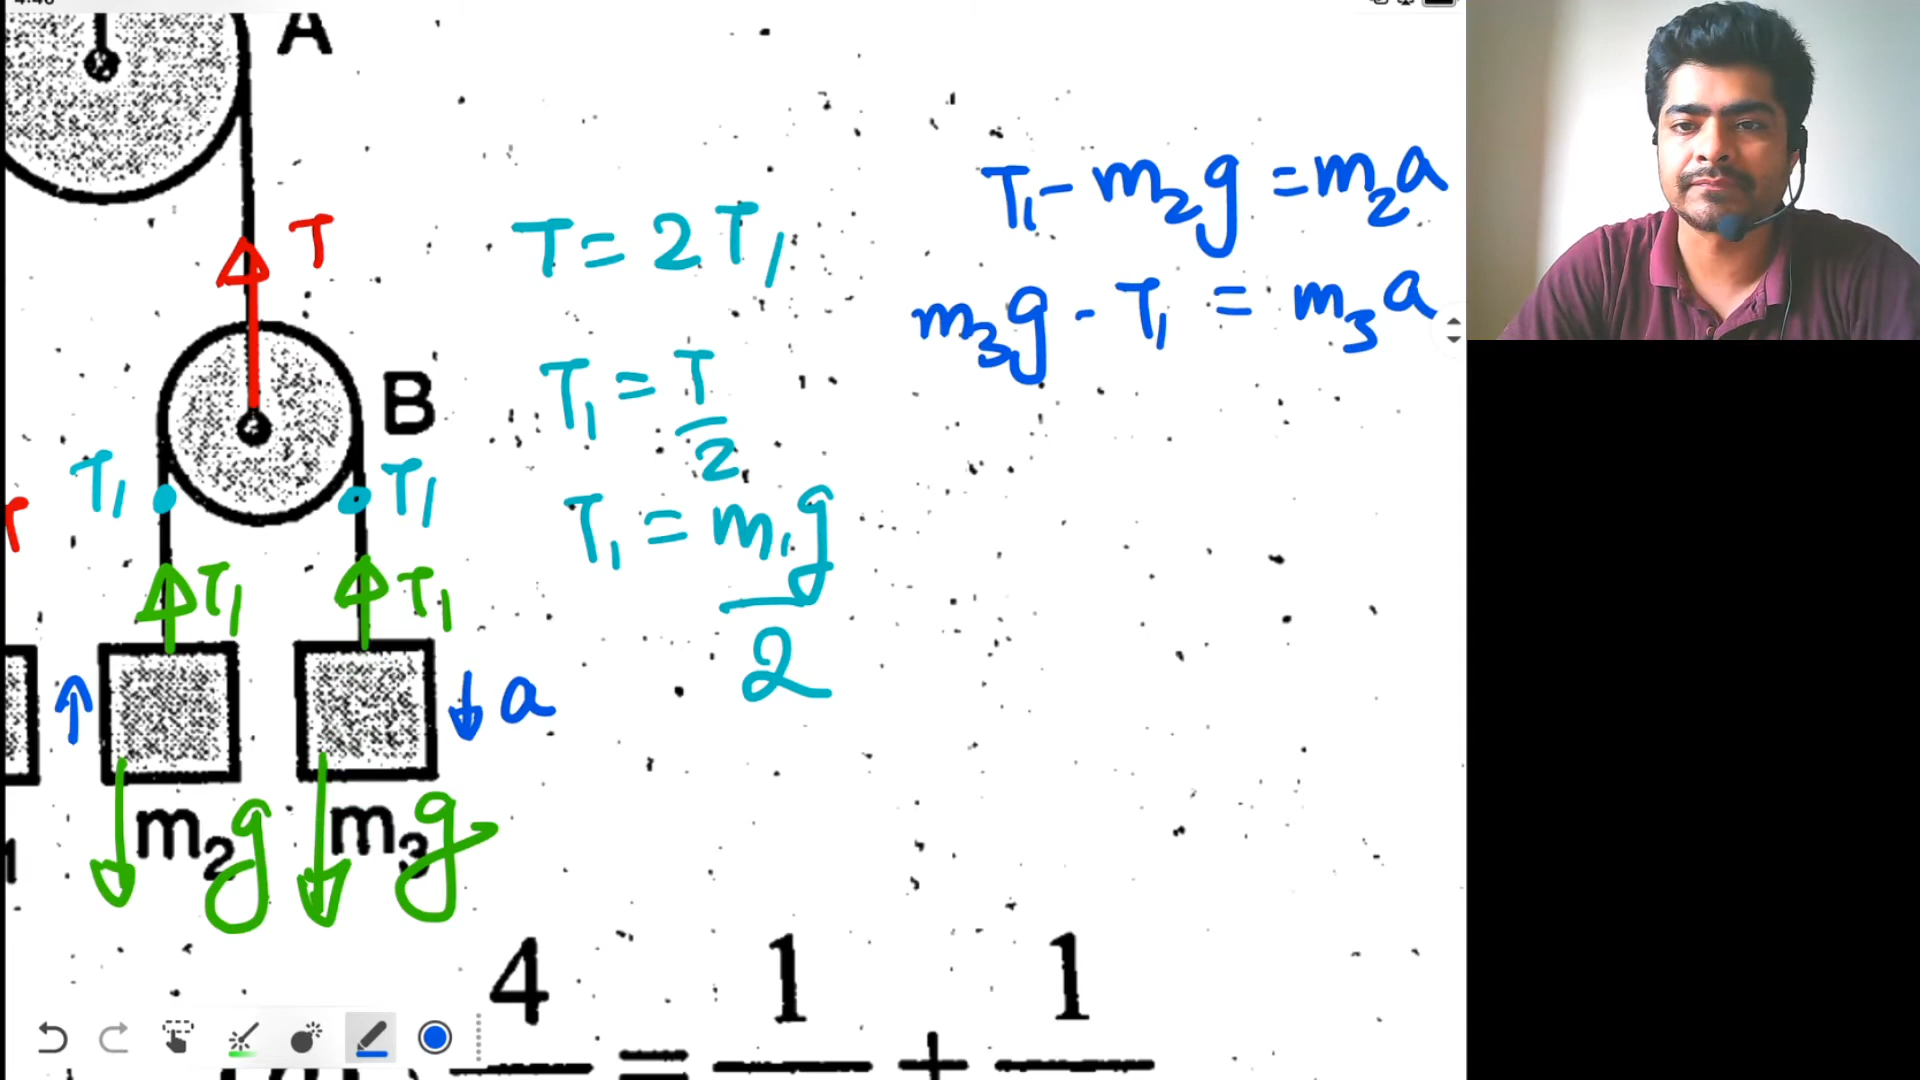 A
T₁ - m₂g = m₂a
T
T = 2T₁
m₃g - T₁ = m₃a
B
T₁ = T/2
T₁
T₁
T
T₁ = m₁g/2
T₁
T₁
a
m₂g
m₃g
4 1 1
= +